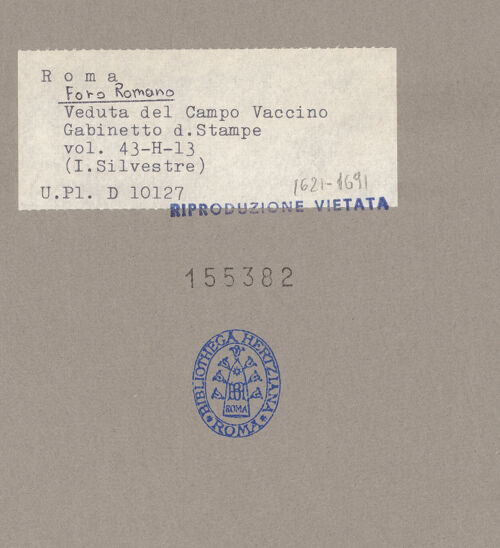 Roma
Foro Romano
Veduta del Campo Vaccino
Gabinetto d.Stampe
vol. 43-H-13
(I.Silvestre)
1621-1691
U.Pl. D 10127
RIPRODUZIONE VIETATA
155382
BIBLIOTHECA HERTZIANA
ROMA
ROMA